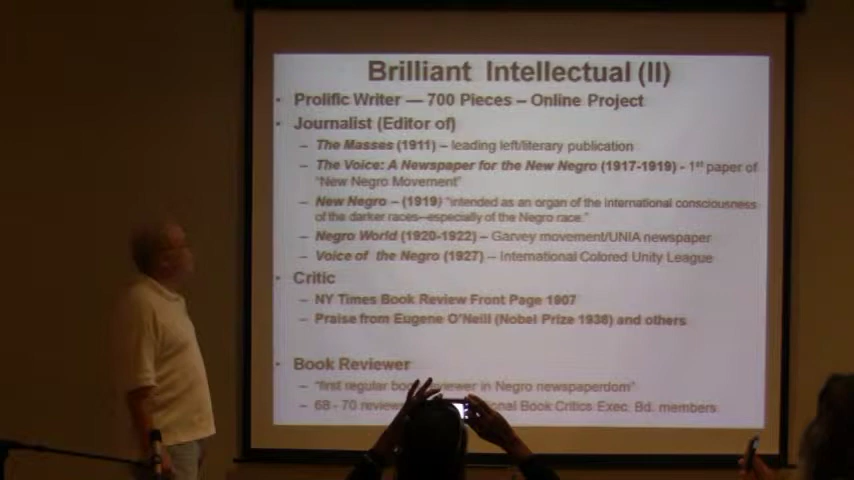 Brilliant Intellectual (II)
• Prolific Writer — 700 Pieces – Online Project
• Journalist (Editor of)
– The Masses (1911) – leading left/literary publication
– The Voice: A Newspaper for the New Negro (1917-1919) - 1st paper of
"New Negro Movement"
– New Negro – (1919) "intended as an organ of the international consciousness
of the darker races—especially of the Negro race."
– Negro World (1920-1922) – Garvey movement/UNIA newspaper
– Voice of the Negro (1927) – International Colored Unity League
• Critic
– NY Times Book Review Front Page 1907
– Praise from Eugene O'Neill (Nobel Prize 1936) and others
• Book Reviewer
– "first regular book reviewer in Negro newspaperdom"
– 68 - 70 Book Critics Exec. Bd. members